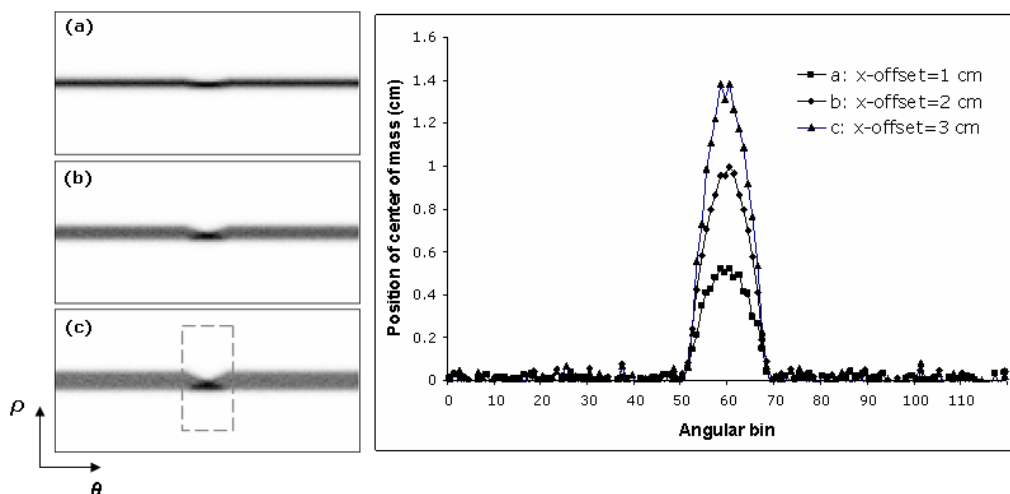 (a)
(b)
(c)
ρ
θ
1.6
1.4
1.2
1
0.8
0.6
0.4
0.2
0
Position of center of mass (cm)
0 10 20 30 40 50 60 70 80 90 100 110
Angular bin
a: x-offset=1 cm
b: x-offset=2 cm
c: x-offset=3 cm